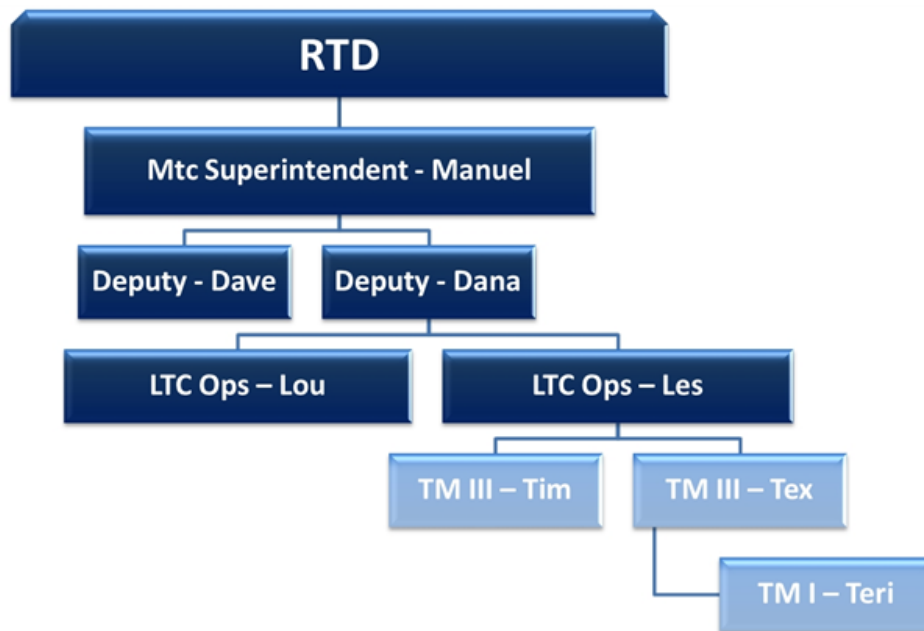 RTD
Mtc Superintendent - Manuel
Deputy - Dave
Deputy - Dana
LTC Ops – Lou
LTC Ops – Les
TM III – Tim
TM III – Tex
TM I – Teri